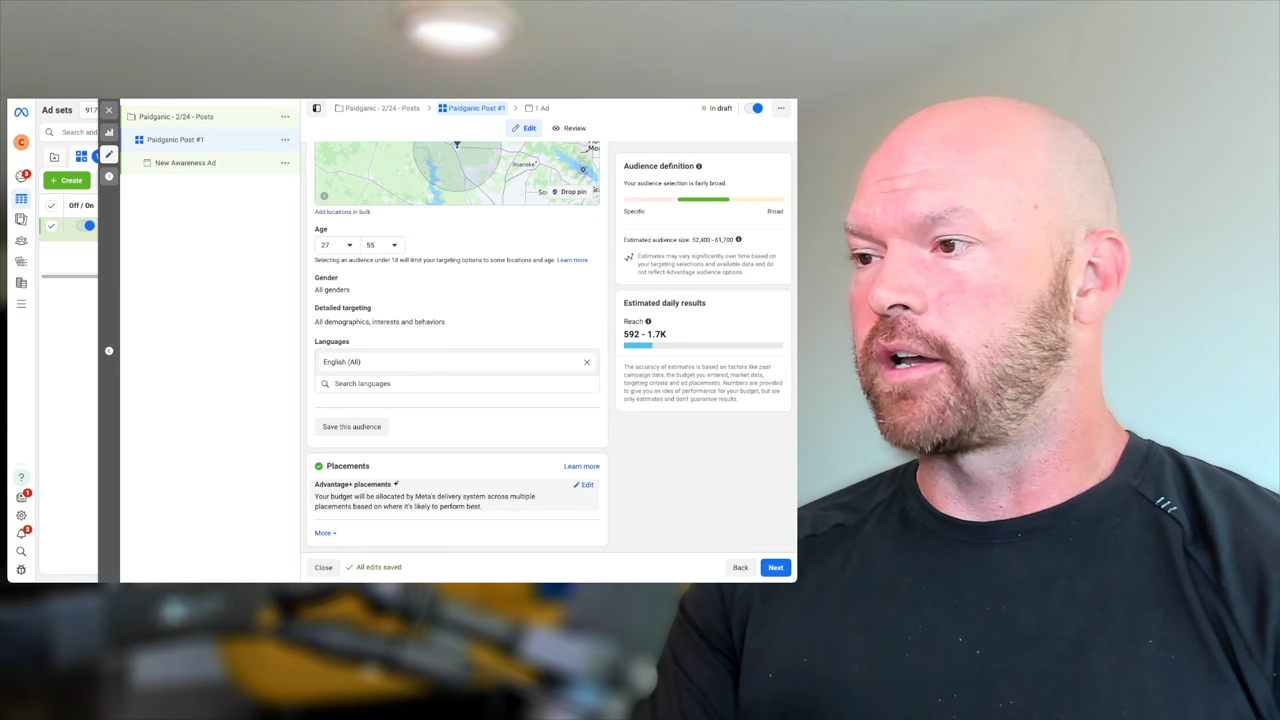 Ad sets
917
Search and
+ Create
Off / On
C
Paidganic - 2/24 - Posts
Paidganic Post #1
New Awareness Ad
Paidganic - 2/24 - Posts > Paidganic Post #1 > 1 Ad
In draft
Edit
Review
Roanoke
Drop pin
Add locations in bulk
Age
27
55
Selecting an audience under 18 will limit your targeting options to some locations and age. Learn more
Gender
All genders
Detailed targeting
All demographics, interests and behaviors
Languages
English (All)
Search languages
Save this audience
Placements
Learn more
Advantage+ placements
Edit
Your budget will be allocated by Meta's delivery system across multiple
placements based on where it's likely to perform best.
More
Close
All edits saved
Back
Next
Audience definition
Your audience selection is fairly broad.
Specific
Broad
Estimated audience size: 52,400 - 61,700
Estimates may vary significantly over time based on
your targeting selections and available data and do
not reflect Advantage audience options.
Estimated daily results
Reach
592 - 1.7K
The accuracy of estimates is based on factors like past
campaign data, the budget you entered, market data,
targeting criteria and ad placements. Numbers are provided
to give you an idea of performance for your budget, but are
only estimates and don't guarantee results.